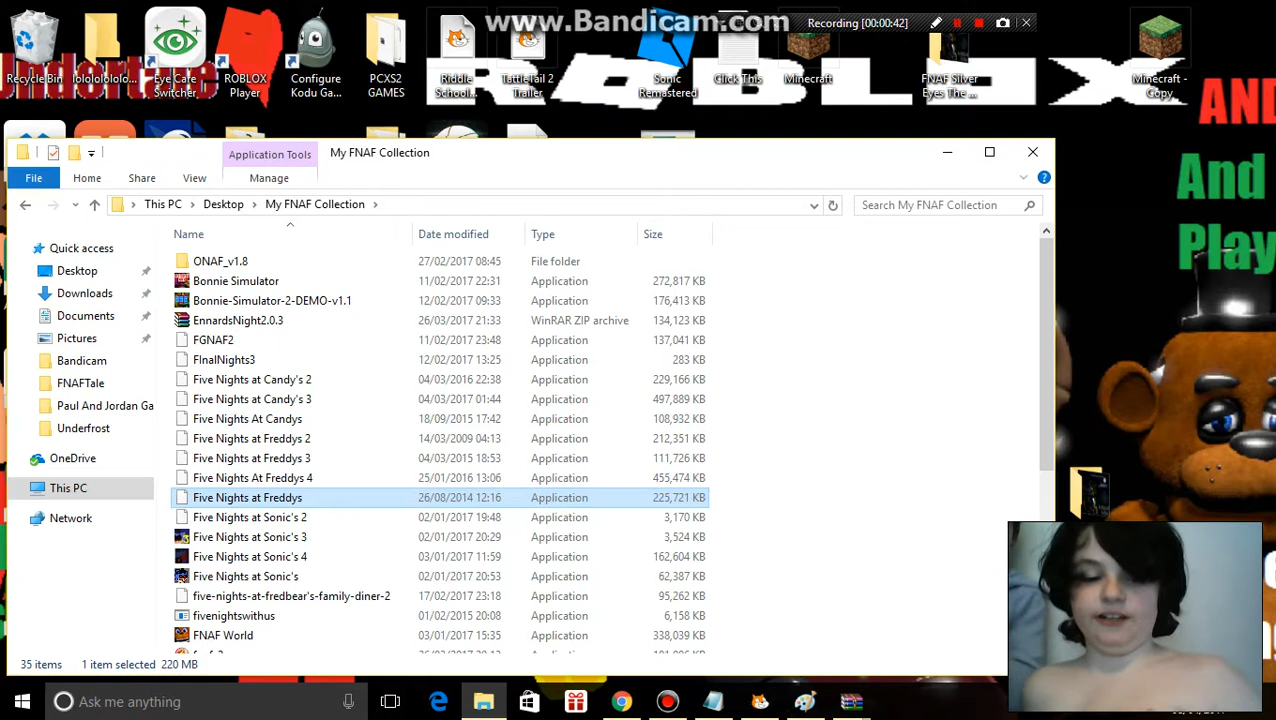 www.Bandicam.com
Recording [00:00:42]
Recycle Bin
lolololololo...
Eye Care Switcher
ROBLOX Player
Configure Kodu Ga...
PCXS2 GAMES
Riddle School...
TattleTail 2 Trailer
Sonic Remastered
Click This
Minecraft
FNAF Silver Eyes The ...
Minecraft - Copy
Undertale
AND
And
Play
Application Tools
My FNAF Collection
File
Home
Share
View
Manage
This PC
Desktop
My FNAF Collection
Search My FNAF Collection
Name
Date modified
Type
Size
Quick access
Desktop
Downloads
Documents
Pictures
Bandicam
FNAFTale
Paul And Jordan Ga
Underfrost
OneDrive
This PC
Network
ONAF_v1.8 27/02/2017 08:45 File folder
Bonnie Simulator 11/02/2017 22:31 Application 272,817 KB
Bonnie-Simulator-2-DEMO-v1.1 12/02/2017 09:33 Application 176,413 KB
EnnardsNight2.0.3 26/03/2017 21:33 WinRAR ZIP archive 134,123 KB
FGNAF2 11/02/2017 23:48 Application 137,041 KB
FInalNights3 12/02/2017 13:25 Application 283 KB
Five Nights at Candy's 2 04/03/2016 22:38 Application 229,166 KB
Five Nights at Candy's 3 04/03/2017 01:44 Application 497,889 KB
Five Nights At Candys 18/09/2015 17:42 Application 108,932 KB
Five Nights at Freddys 2 14/03/2009 04:13 Application 212,351 KB
Five Nights at Freddys 3 04/03/2015 18:53 Application 111,726 KB
Five Nights At Freddys 4 25/01/2016 13:06 Application 455,474 KB
Five Nights at Freddys 26/08/2014 12:16 Application 225,721 KB
Five Nights at Sonic's 2 02/01/2017 19:48 Application 3,170 KB
Five Nights at Sonic's 3 02/01/2017 20:29 Application 3,524 KB
Five Nights at Sonic's 4 03/01/2017 11:59 Application 162,604 KB
Five Nights at Sonic's 02/01/2017 20:53 Application 62,387 KB
five-nights-at-fredbear's-family-diner-2 17/02/2017 23:18 Application 95,262 KB
fivenightswithus 01/02/2015 20:08 Application 6,158 KB
FNAF World 03/01/2017 15:35 Application 338,039 KB
35 items
1 item selected 220 MB
Ask me anything